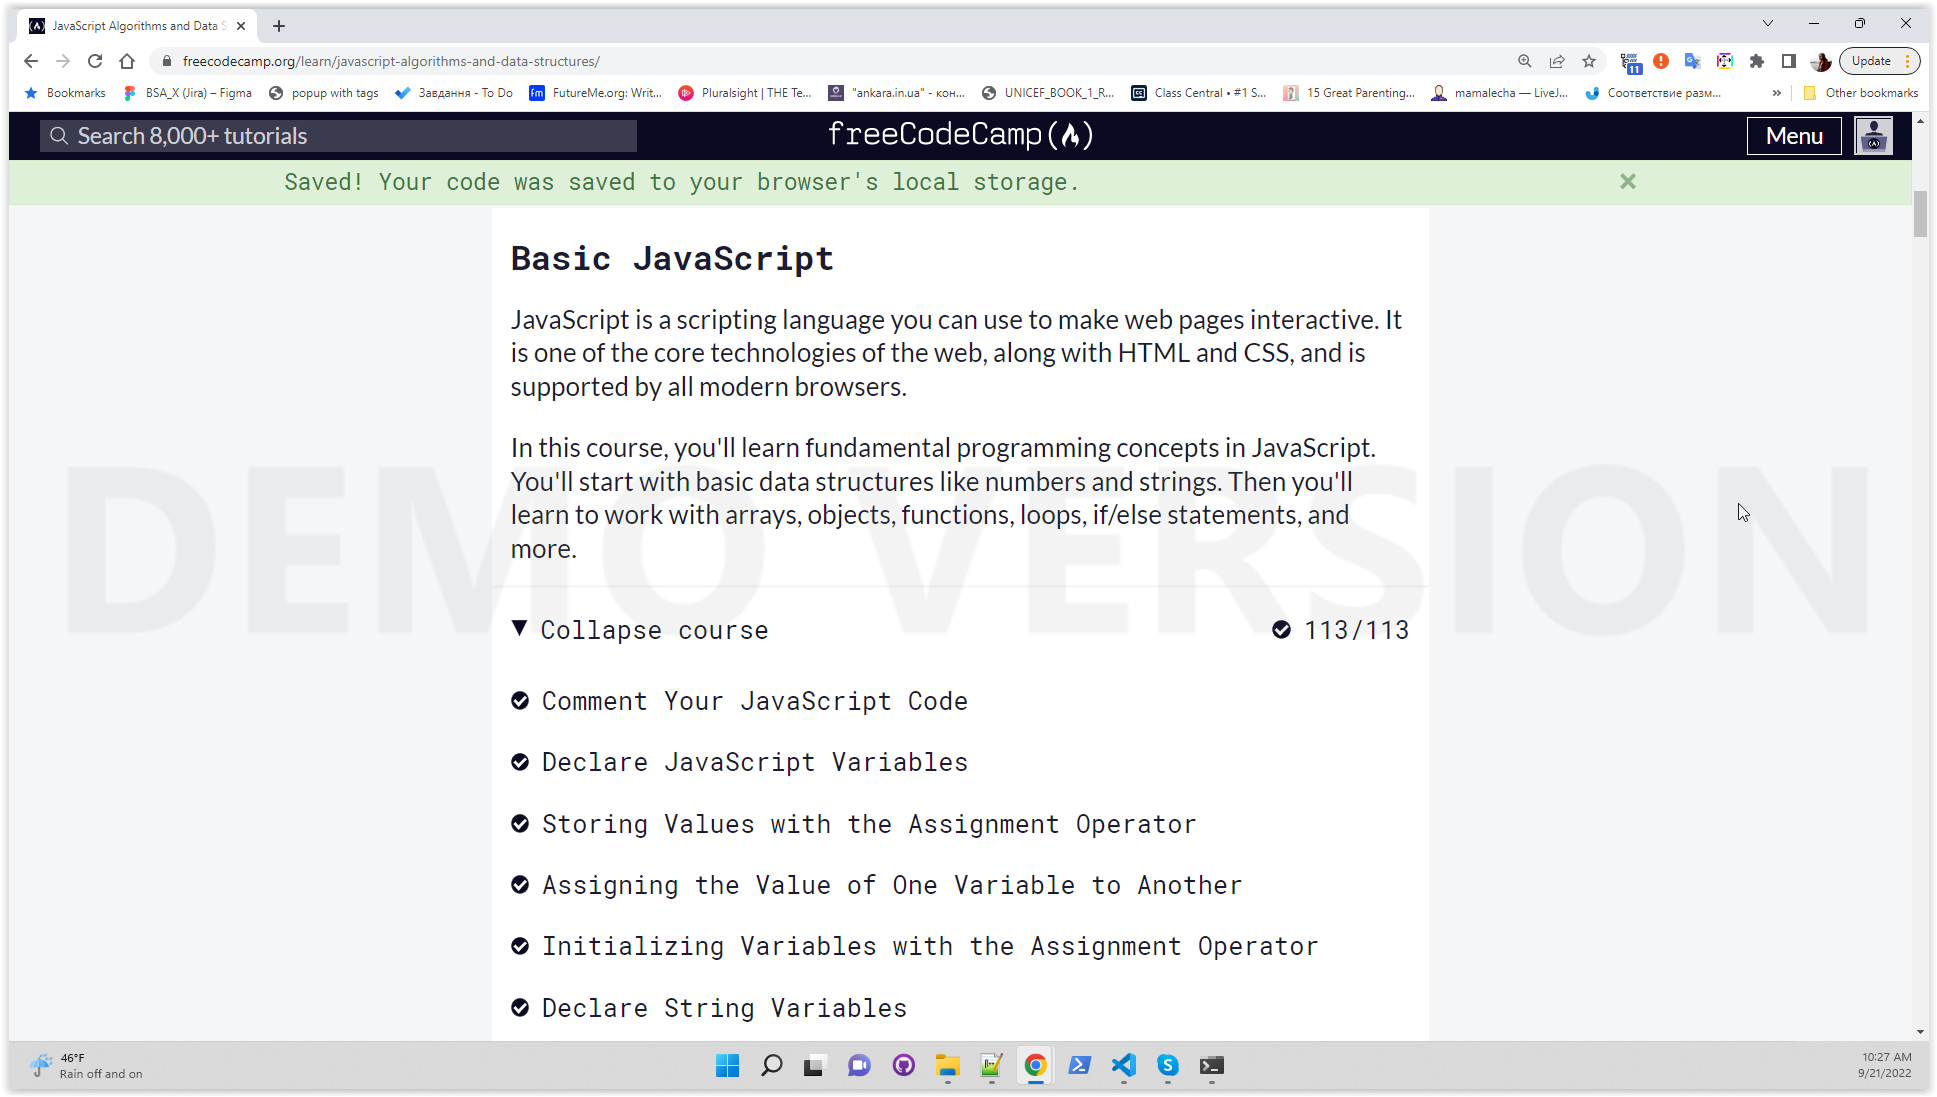 JavaScript Algorithms and Data S
freecodecamp.org/learn/javascript-algorithms-and-data-structures/
11
Update
Bookmarks
BSA_X (Jira) – Figma
popup with tags
Завдання - To Do
fm
FutureMe.org: Writ...
Pluralsight | THE Te...
"ankara.in.ua" - кон...
UNICEF_BOOK_1_R...
Class Central • #1 S...
15 Great Parenting...
mamalecha — LiveJ...
Соответствие разм...
»
Other bookmarks
Search 8,000+ tutorials
freeCodeCamp
Menu
Saved! Your code was saved to your browser's local storage.
Basic JavaScript
JavaScript is a scripting language you can use to make web pages interactive. It
is one of the core technologies of the web, along with HTML and CSS, and is
supported by all modern browsers.
In this course, you'll learn fundamental programming concepts in JavaScript.
You'll start with basic data structures like numbers and strings. Then you'll
learn to work with arrays, objects, functions, loops, if/else statements, and
more.
DEMO VERSION
Collapse course
113/113
Comment Your JavaScript Code
Declare JavaScript Variables
Storing Values with the Assignment Operator
Assigning the Value of One Variable to Another
Initializing Variables with the Assignment Operator
Declare String Variables
46°F
Rain off and on
10:27 AM
9/21/2022